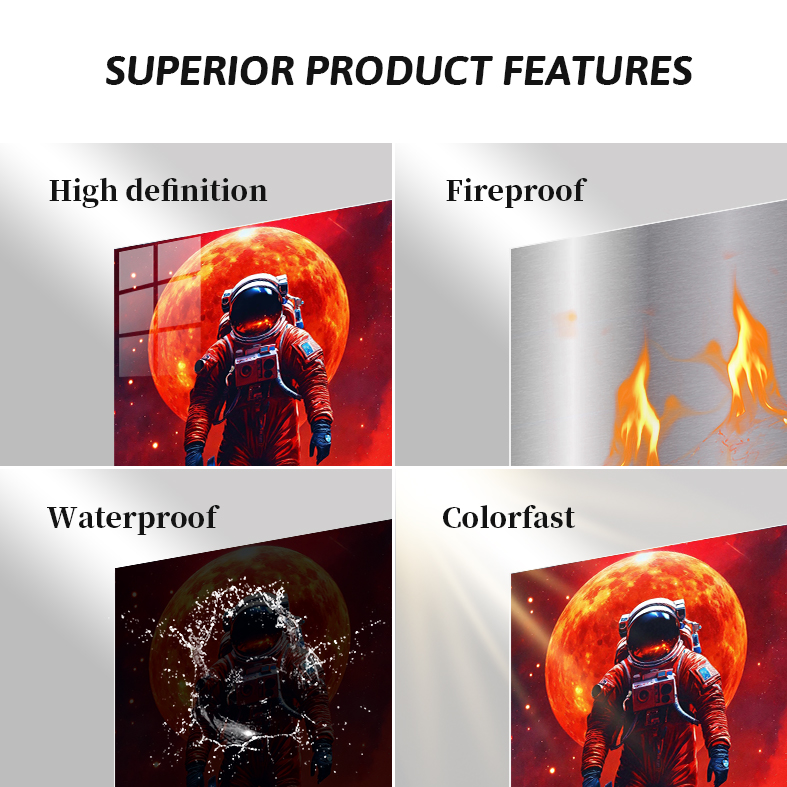 SUPERIOR PRODUCT FEATURES
High definition
Fireproof
Waterproof
Colorfast